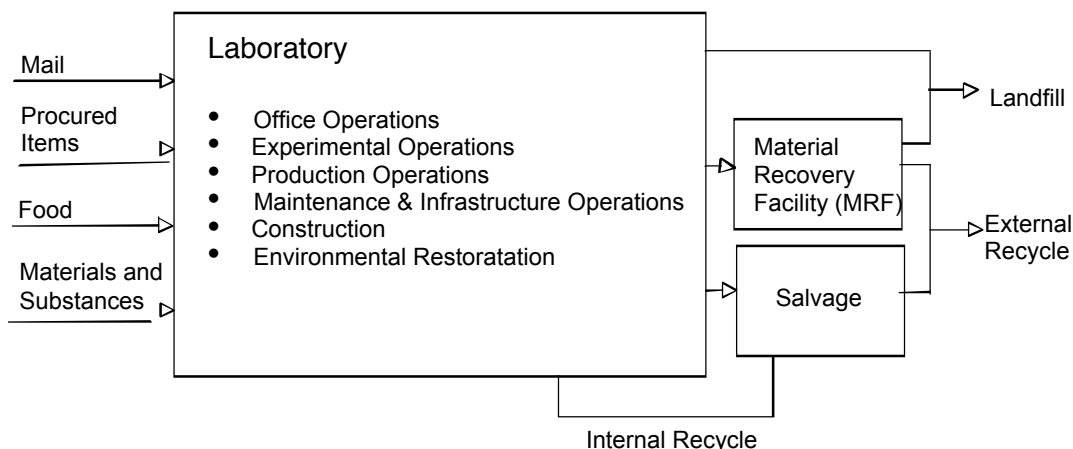 Mail
Procured
Items
Food
Materials and
Substances
Laboratory
• Office Operations
• Experimental Operations
• Production Operations
• Maintenance & Infrastructure Operations
• Construction
• Environmental Restoratation
Material
Recovery
Facility (MRF)
Salvage
Landfill
External
Recycle
Internal Recycle